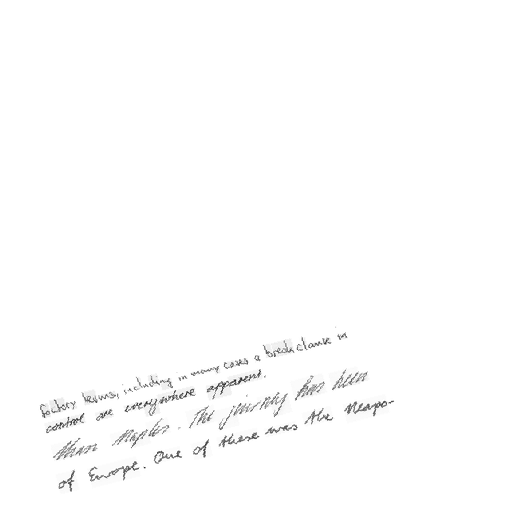 factory terms, including in many cases a break clause in
control are everywhere apparent.
than Naples. The journey has been
of Europe. One of these was the Neapo-